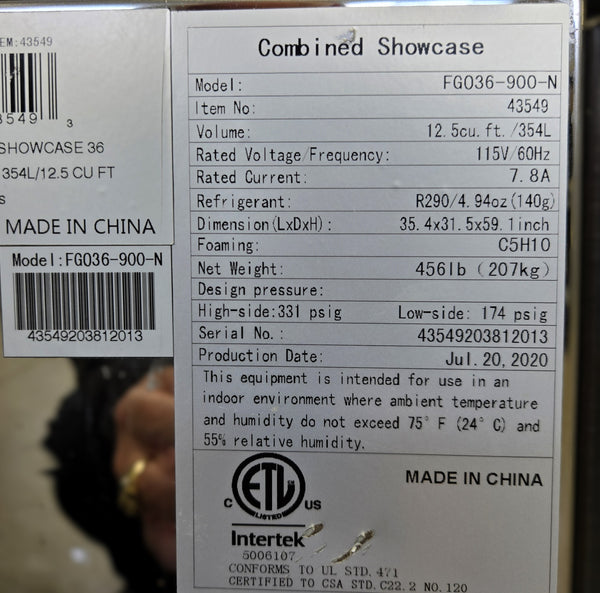 EM:43549
3549 3
SHOWCASE 36
354L/12.5 CU FT
s
MADE IN CHINA
Model:FGO36-900-N
43549203812013
Combined Showcase
Model: FGO36-900-N
Item No: 43549
Volume: 12.5cu.ft./354L
Rated Voltage/Frequency: 115V/60Hz
Rated Current: 7.8A
Refrigerant: R290/4.94oz(140g)
Dimension(LxDxH): 35.4x31.5x59.1inch
Foaming: C5H10
Net Weight: 456lb (207kg)
Design pressure:
High-side:331 psig Low-side: 174 psig
Serial No.: 43549203812013
Production Date: Jul.20,2020
This equipment is intended for use in an
indoor environment where ambient temperature
and humidity do not exceed 75°F (24°C) and
55% relative humidity.
ETL
LISTED
C US
MADE IN CHINA
Intertek
5006107
CONFORMS TO UL STD.471
CERTIFIED TO CSA STD.C22.2 NO.120